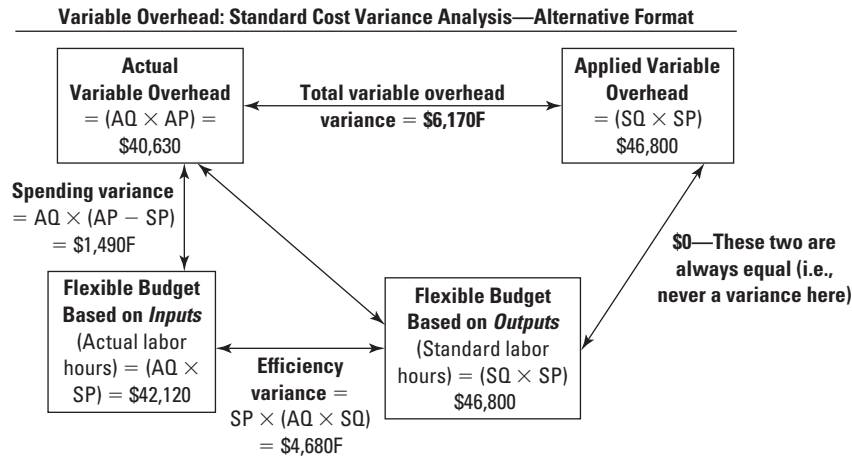 Variable Overhead: Standard Cost Variance Analysis—Alternative Format
Actual
Variable Overhead
= (AQ × AP) =
$40,630
Total variable overhead
variance = $6,170F
Applied Variable
Overhead
= (SQ × SP)
$46,800
Spending variance
= AQ × (AP − SP)
= $1,490F
$0—These two are
always equal (i.e.,
never a variance here)
Flexible Budget
Based on Inputs
(Actual labor
hours) = (AQ ×
SP) = $42,120
Efficiency
variance =
SP × (AQ × SQ)
= $4,680F
Flexible Budget
Based on Outputs
(Standard labor
hours) = (SQ × SP)
$46,800